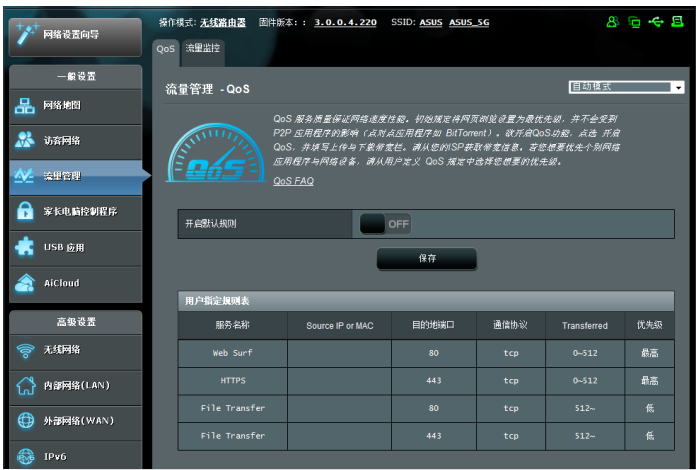 网络设置向导
操作模式: 无线路由器 固件版本: : 3.0.0.4.220 SSID: ASUS ASUS_5G
QoS 流量监控
一般设置
网络地图
访客网络
流量管理
家长电脑控制程序
USB 应用
AiCloud
高级设置
无线网络
内部网络(LAN)
外部网络(WAN)
IPv6
流量管理 - QoS
自动模式
QoS
QoS 服务质量保证网络速度性能。初始规定将网页浏览设置为最优
先级，并不会受到
P2P 应用程序的影响（点对点应用程序如 BitTorrent）。欲开启QoS功能，点选 开启
QoS，并填写上传与下载带宽栏。请从您的ISP获取带宽信息。若您想要优先个别网络
应用程序与网络设备，请从用户定义 QoS 规定中选择您想要的优先级。
QoS FAQ
开启默认规则 OFF
保存
用户指定规则表
服务名称 Source IP or MAC 目的地端口 通信协议 Transferred 优先级
Web Surf 80 tcp 0~512 最高
HTTPS 443 tcp 0~512 最高
File Transfer 80 tcp 512~ 低
File Transfer 443 tcp 512~ 低